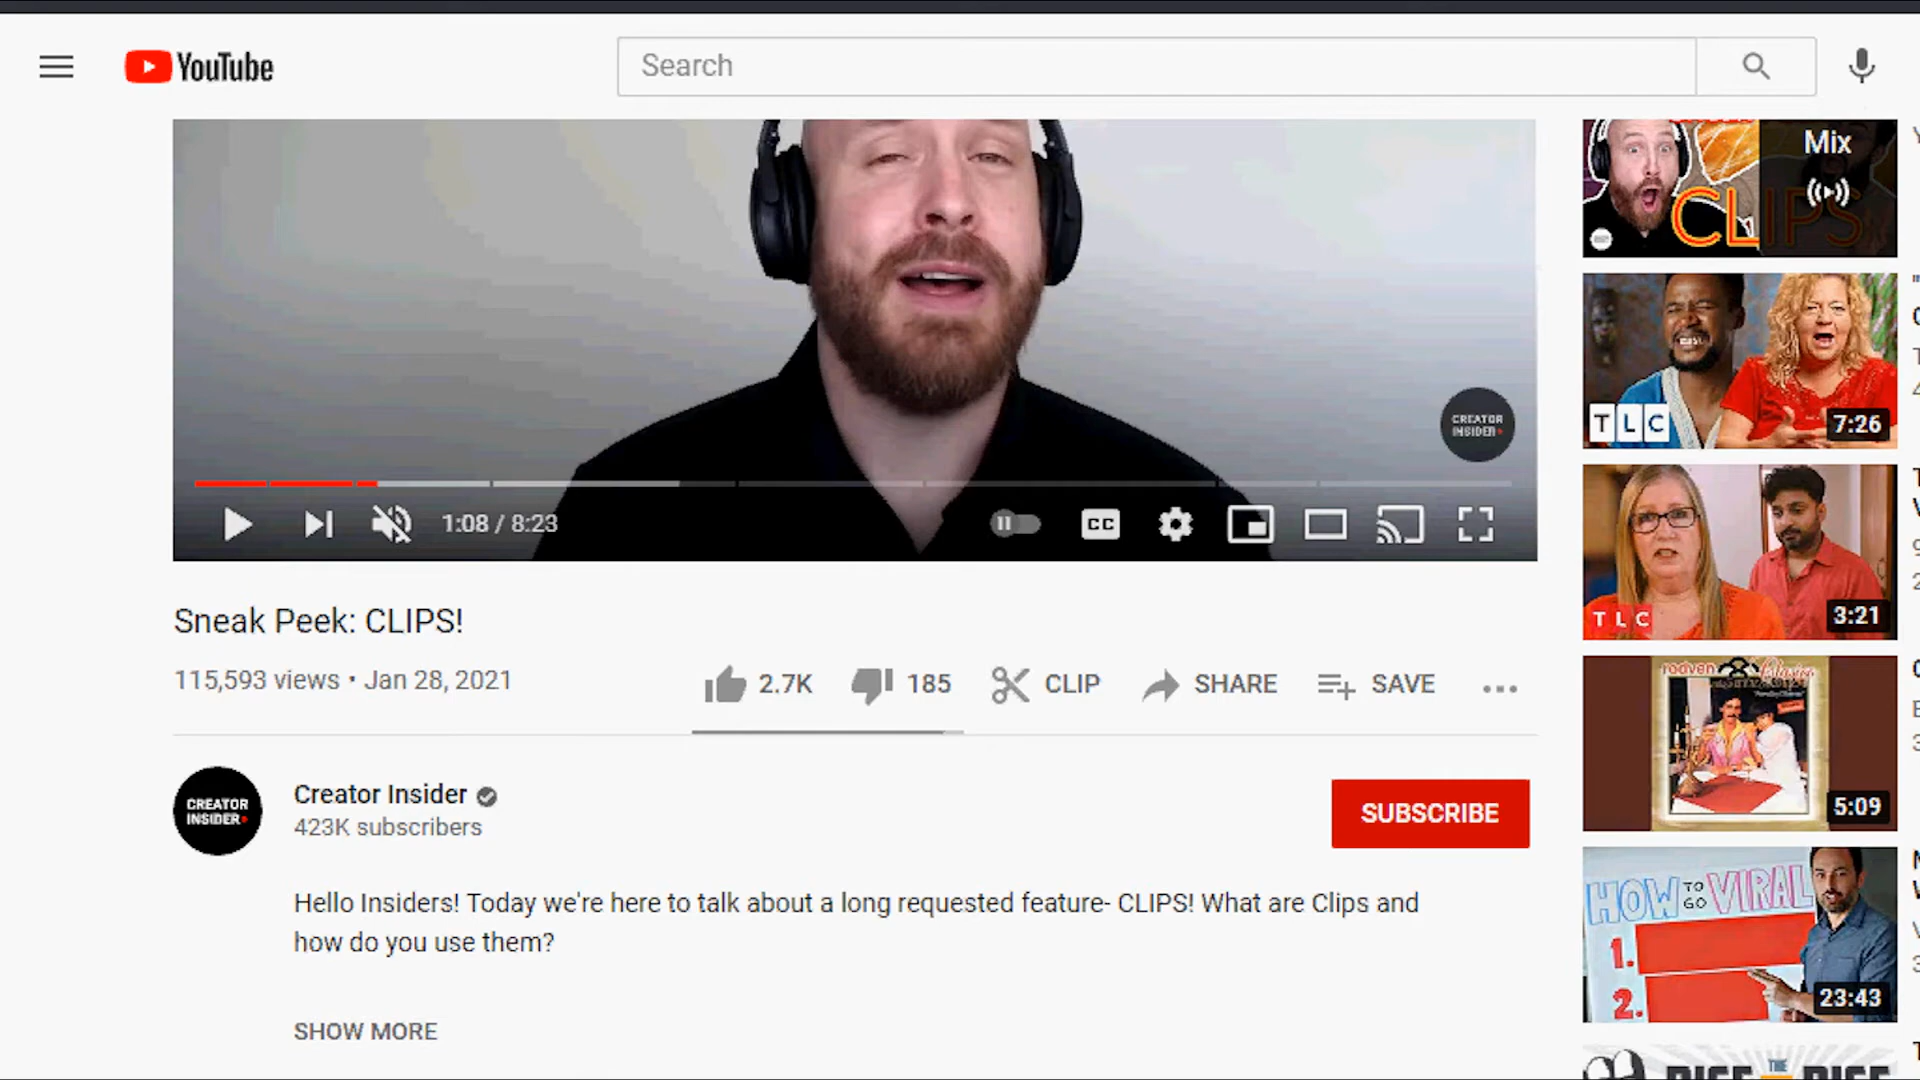 YouTube
Search
CREATOR
INSIDER
1:08 / 8:23
CC
Sneak Peek: CLIPS!
115,593 views • Jan 28, 2021
2.7K
185
CLIP
SHARE
SAVE
CREATOR
INSIDER
Creator Insider
423K subscribers
SUBSCRIBE
Hello Insiders! Today we're here to talk about a long requested feature- CLIPS! What are Clips and
how do you use them?
SHOW MORE
Mix
CLIPS
TLC
7:26
TLC
3:21
rodven
5:09
HOW TO GO VIRAL
1.
2.
23:43
THE